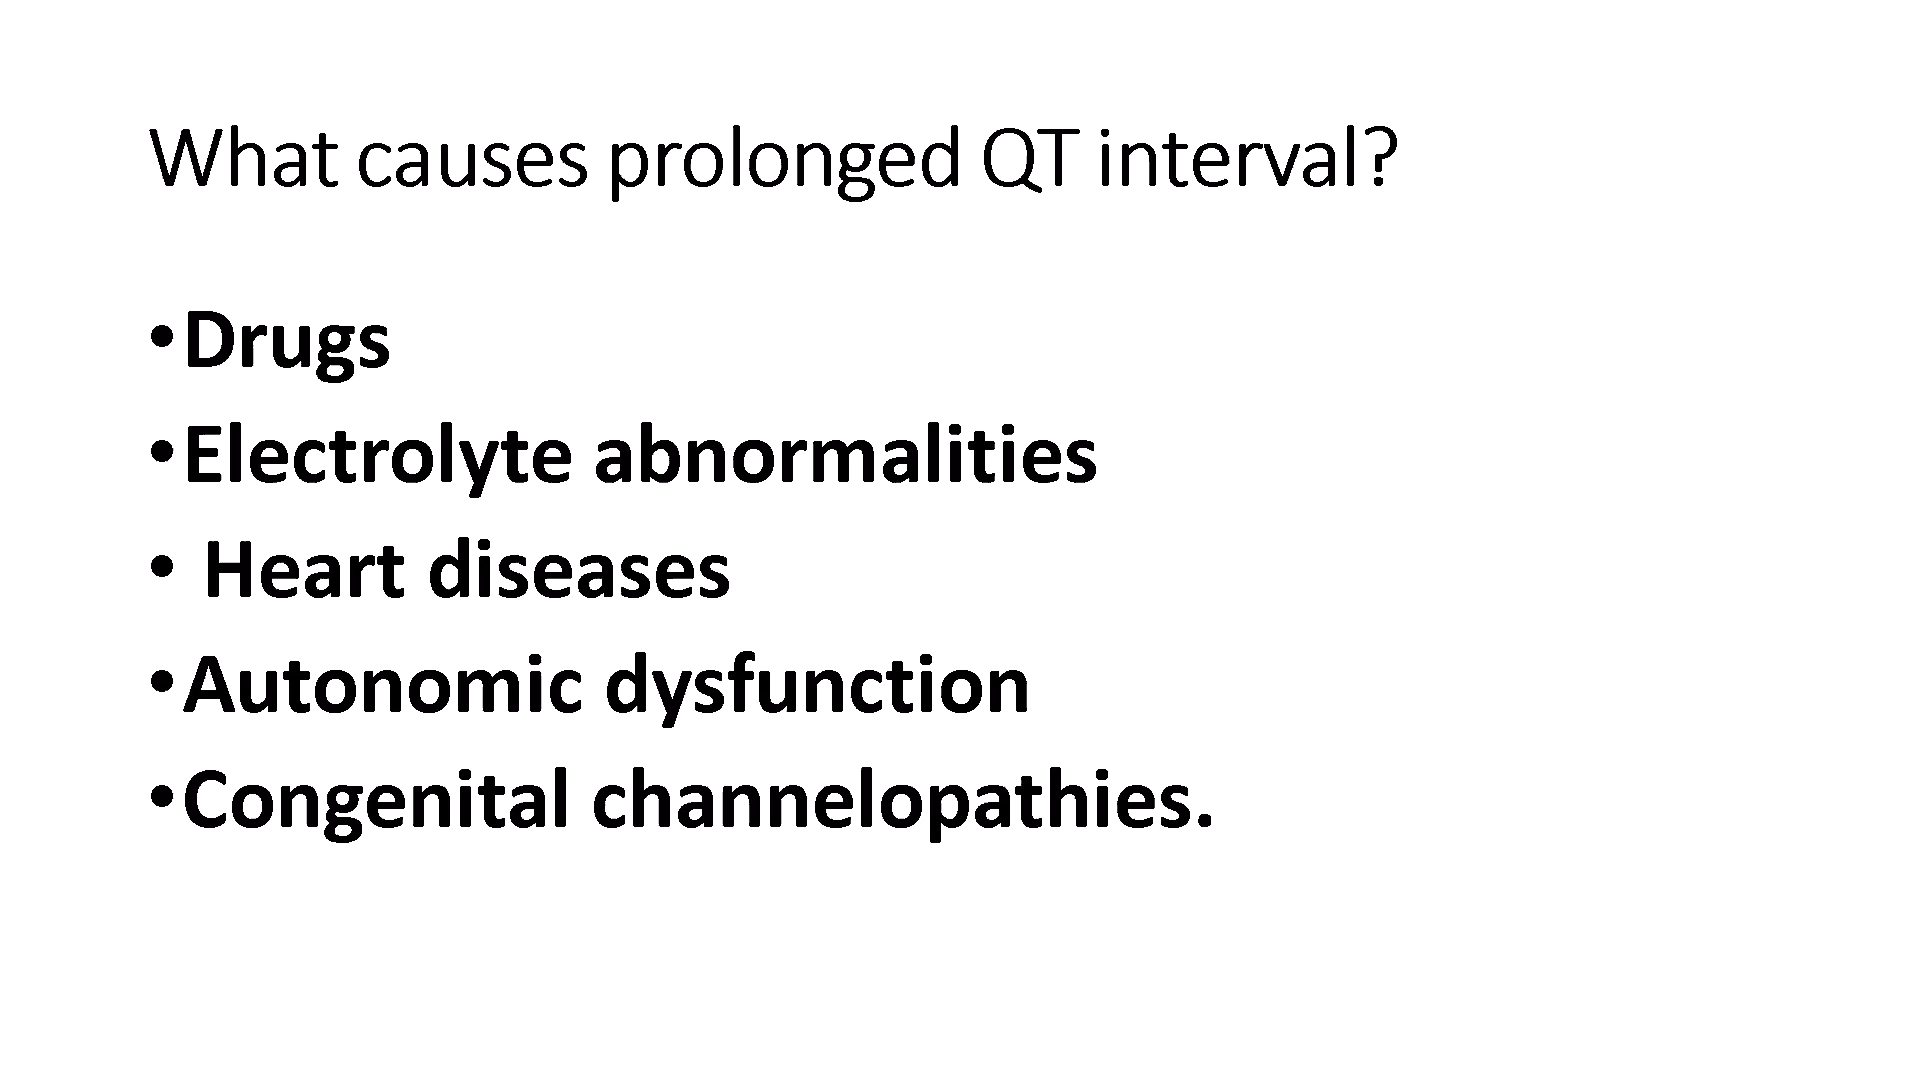 What causes prolonged QT interval?
•Drugs
•Electrolyte abnormalities
• Heart diseases
•Autonomic dysfunction
•Congenital channelopathies.